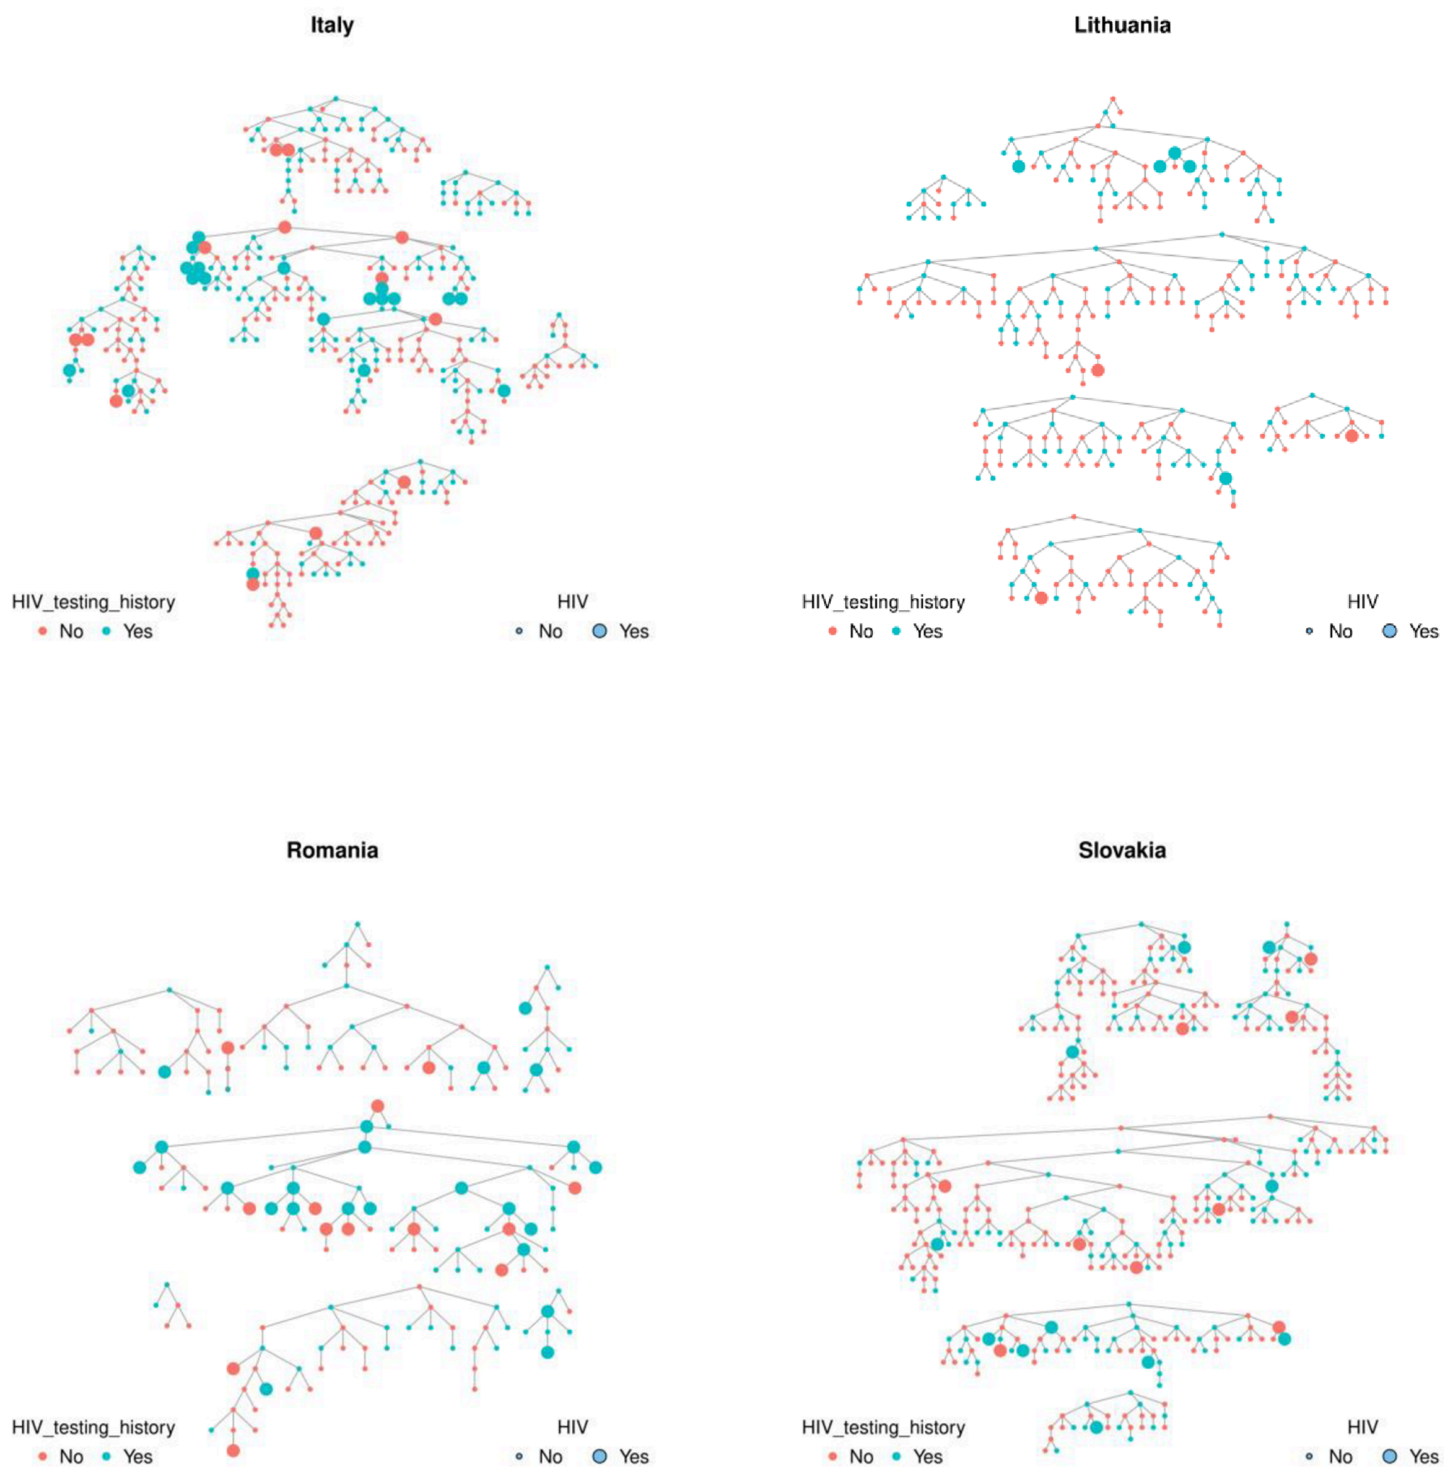 Italy
Lithuania
HIV_testing_history
No Yes
HIV
No Yes
HIV_testing_history
No Yes
HIV
No Yes
Romania
Slovakia
HIV_testing_history
No Yes
HIV
No Yes
HIV_testing_history
No Yes
HIV
No Yes